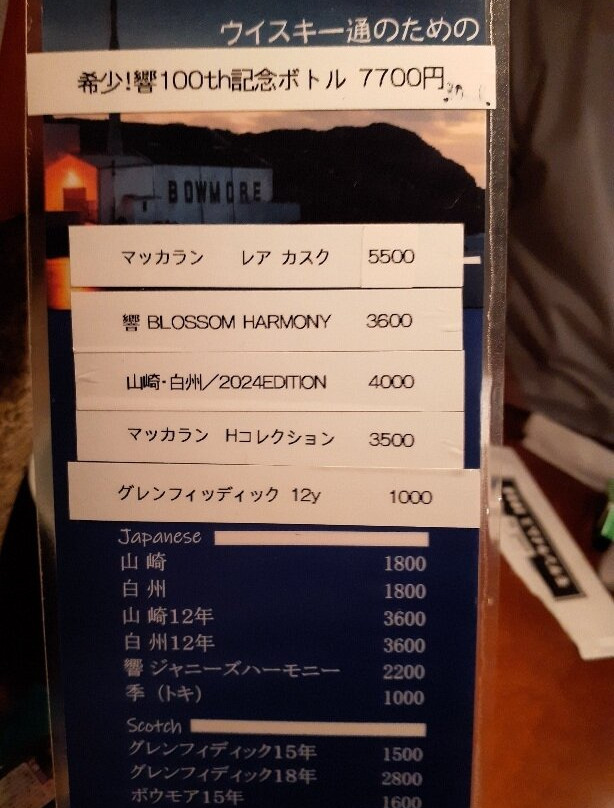 ウイスキー通のための
希少!響100th記念ボトル 7700円
BOWMORE
マッカラン レア カスク 5500
響 BLOSSOM HARMONY 3600
山崎・白州／2024EDITION 4000
マッカラン Hコレクション 3500
グレンフィッディック 12y 1000
Japanese
山崎 1800
白州 1800
山崎12年 3600
白州12年 3600
響 ジャニーズハーモニー 2200
季（トキ） 1000
Scotch
グレンフィディック15年 1500
グレンフィディック18年 2800
ボウモア15年 1600